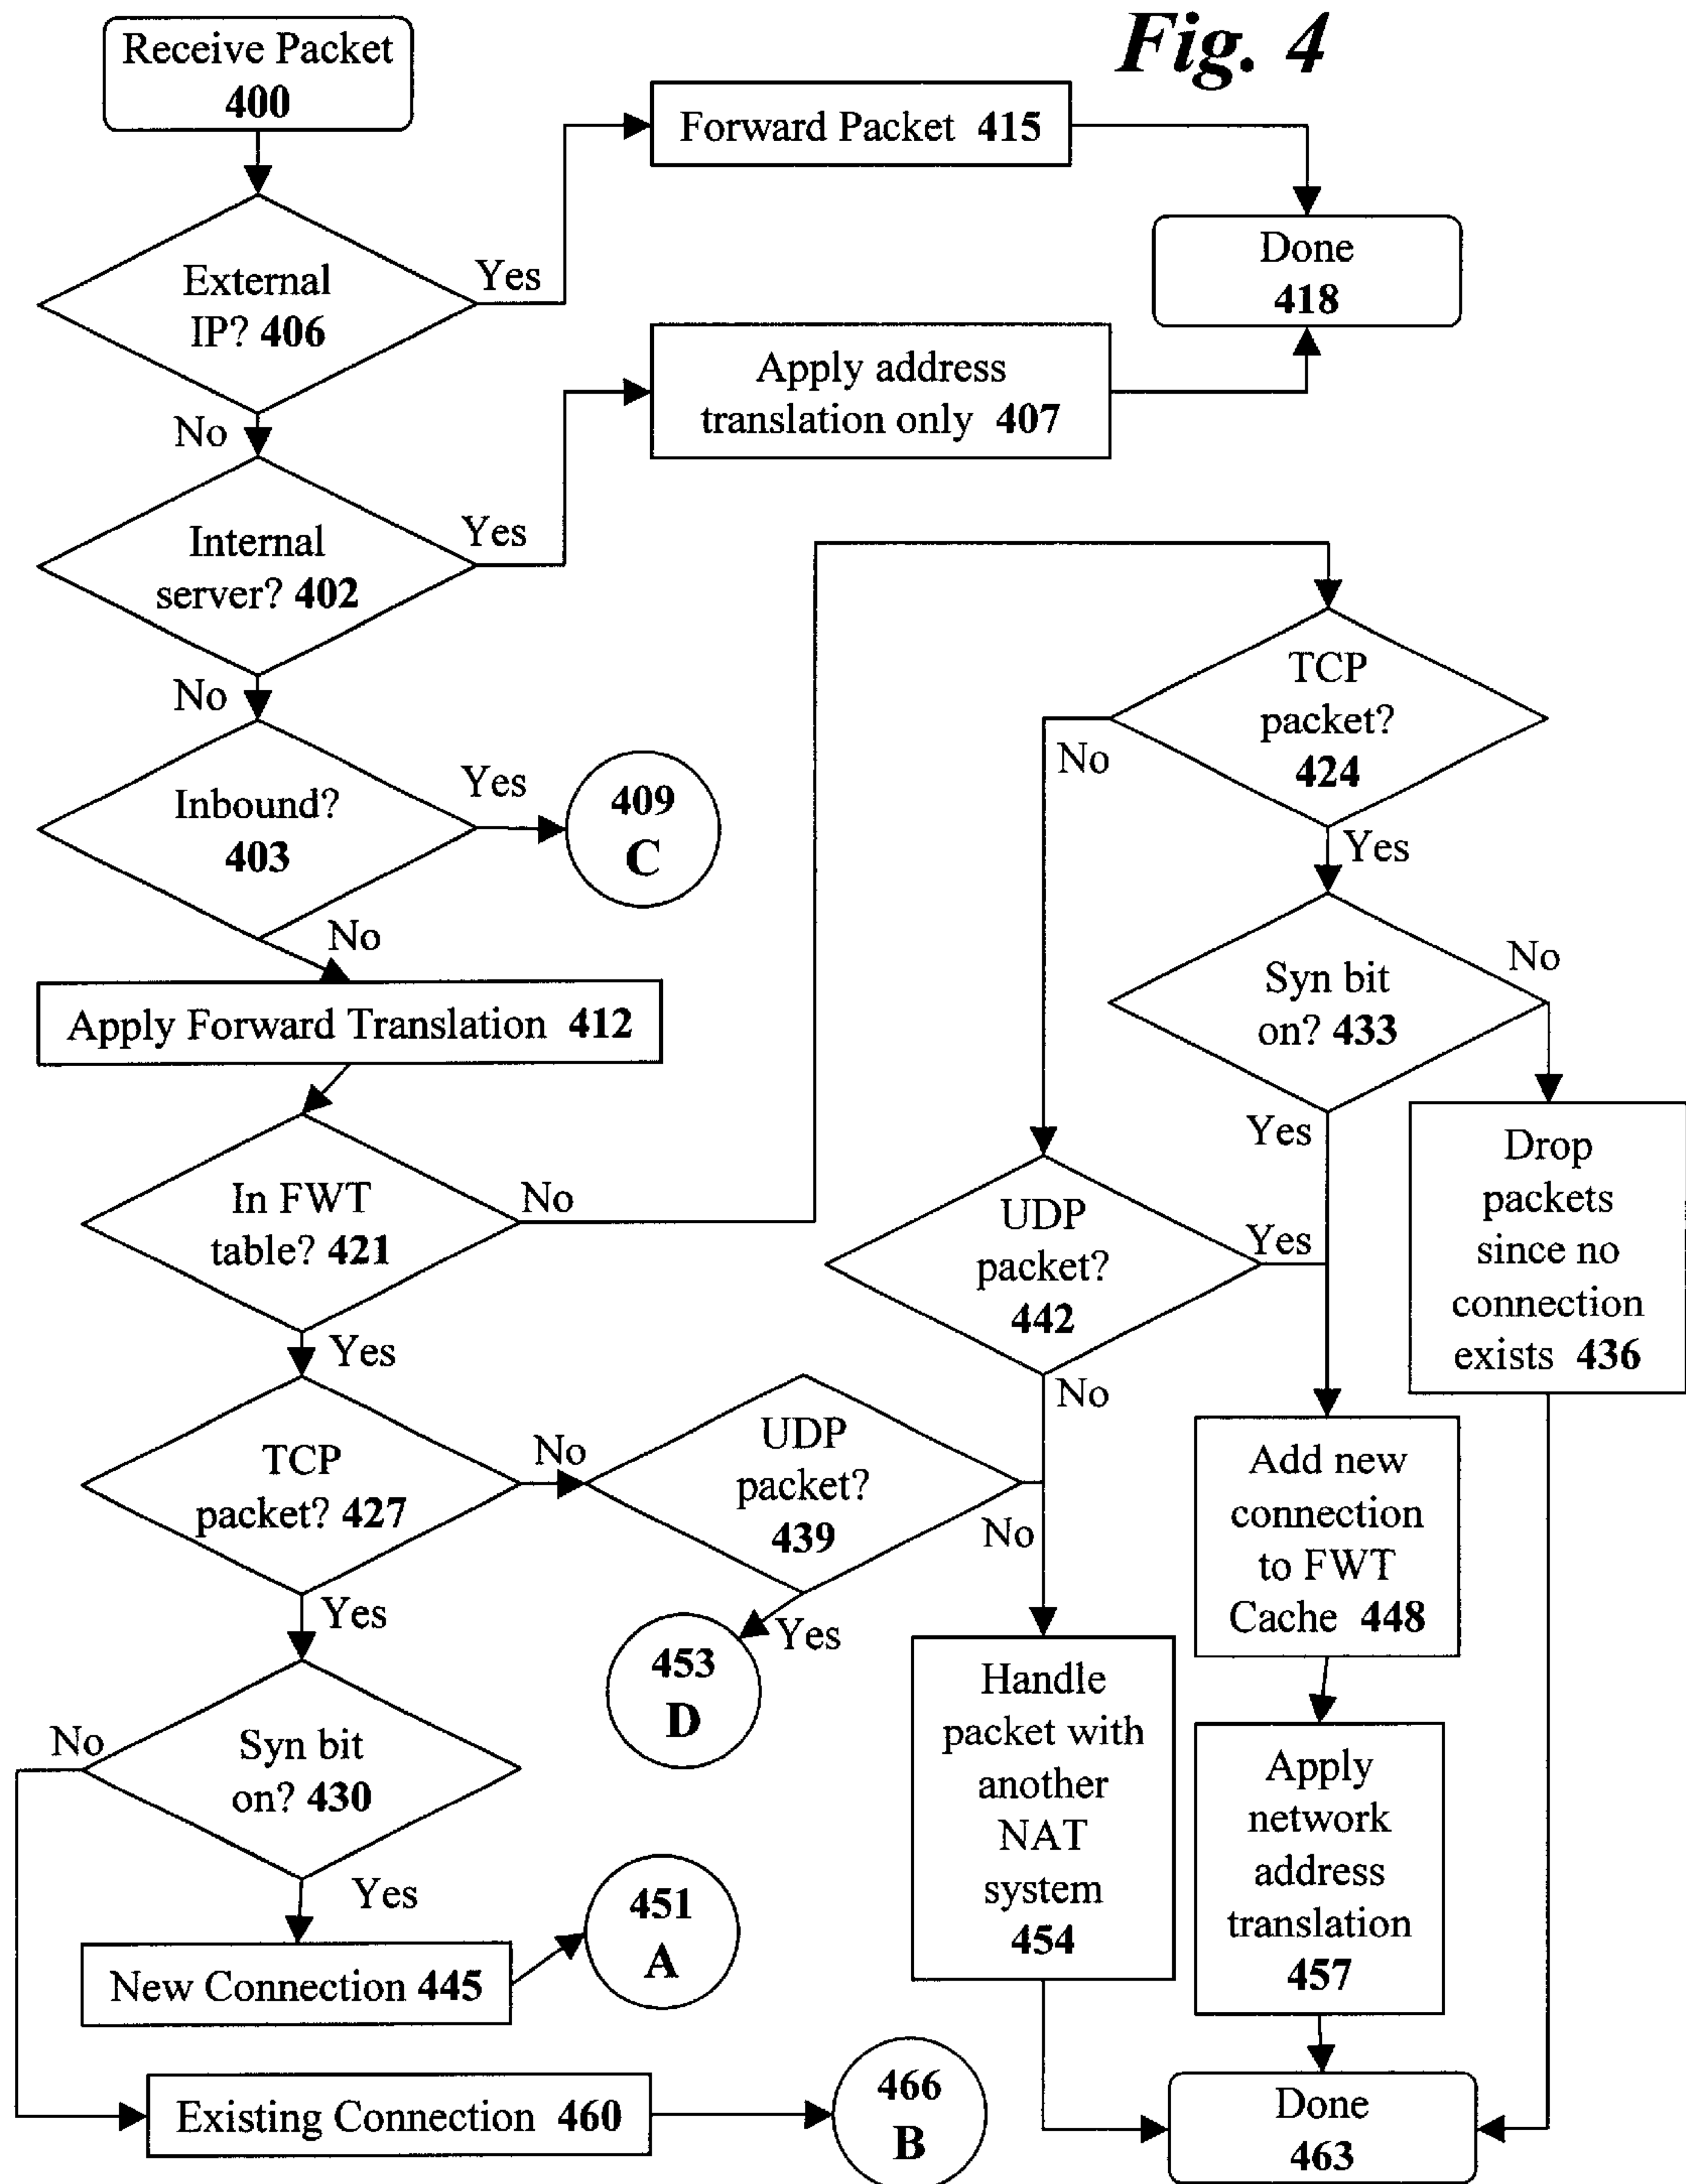 Fig. 4
Receive Packet
400
Forward Packet 415
External
IP? 406
Yes
Done
418
No
Apply address
translation only 407
Internal
server? 402
Yes
No
Inbound?
403
Yes
409
C
No
Apply Forward Translation 412
In FWT
table? 421
No
Yes
TCP
packet?
424
No
Yes
Syn bit
on? 433
No
Yes
Drop
packets
since no
connection
exists 436
UDP
packet?
442
Yes
No
TCP
packet? 427
No
UDP
packet?
439
No
Yes
453
D
Yes
Add new
connection
to FWT
Cache 448
Syn bit
on? 430
No
Yes
Handle
packet with
another
NAT
system
454
Apply
network
address
translation
457
New Connection 445
451
A
Existing Connection 460
466
B
Done
463